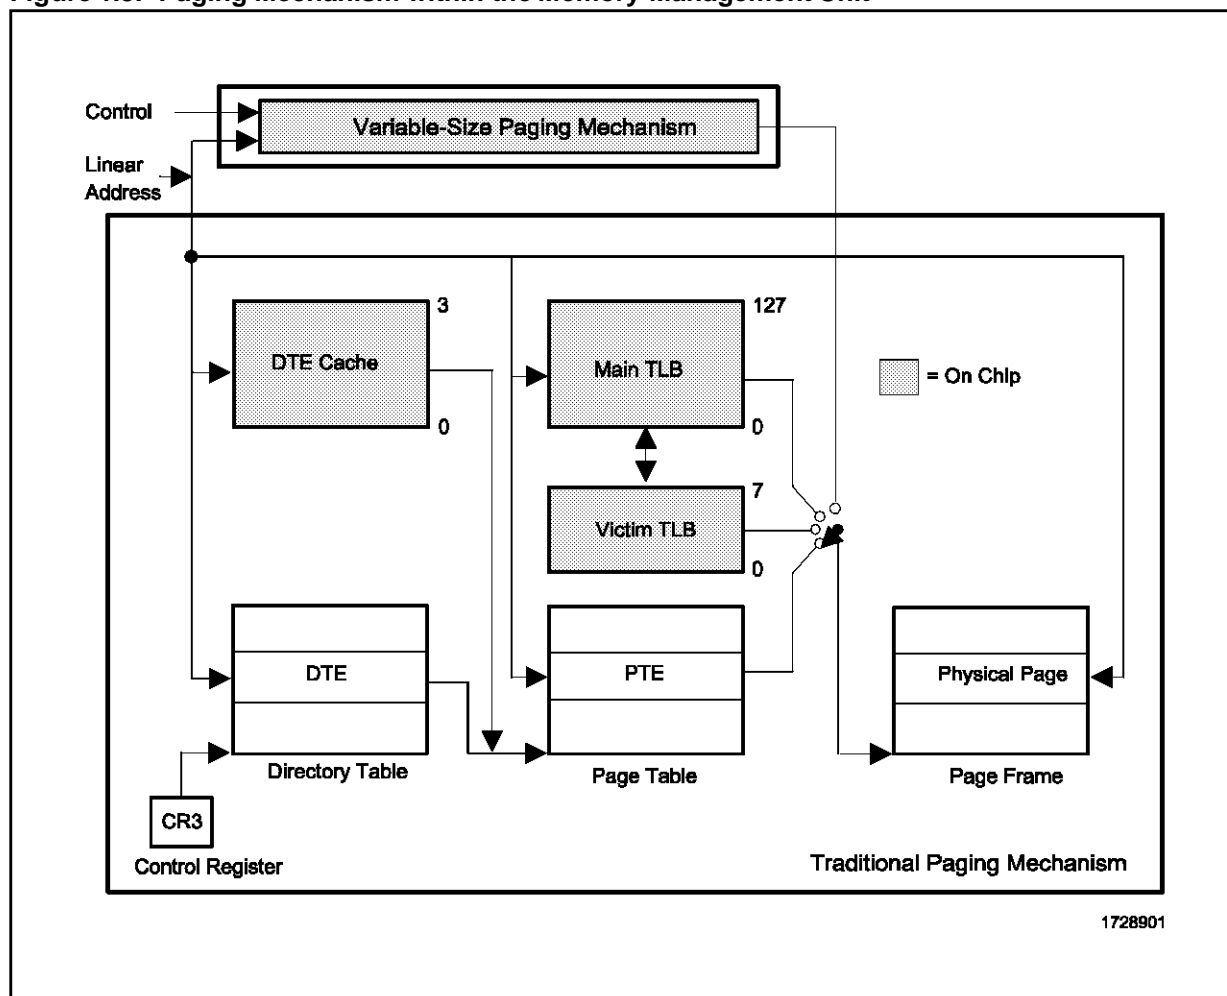 Control
Variable-Size Paging Mechanism
Linear
Address
3
127
DTE Cache
Main TLB
= On Chip
0
0
7
Victim TLB
0
DTE
PTE
Physical Page
Directory Table
Page Table
Page Frame
CR3
Control Register
Traditional Paging Mechanism
1728901